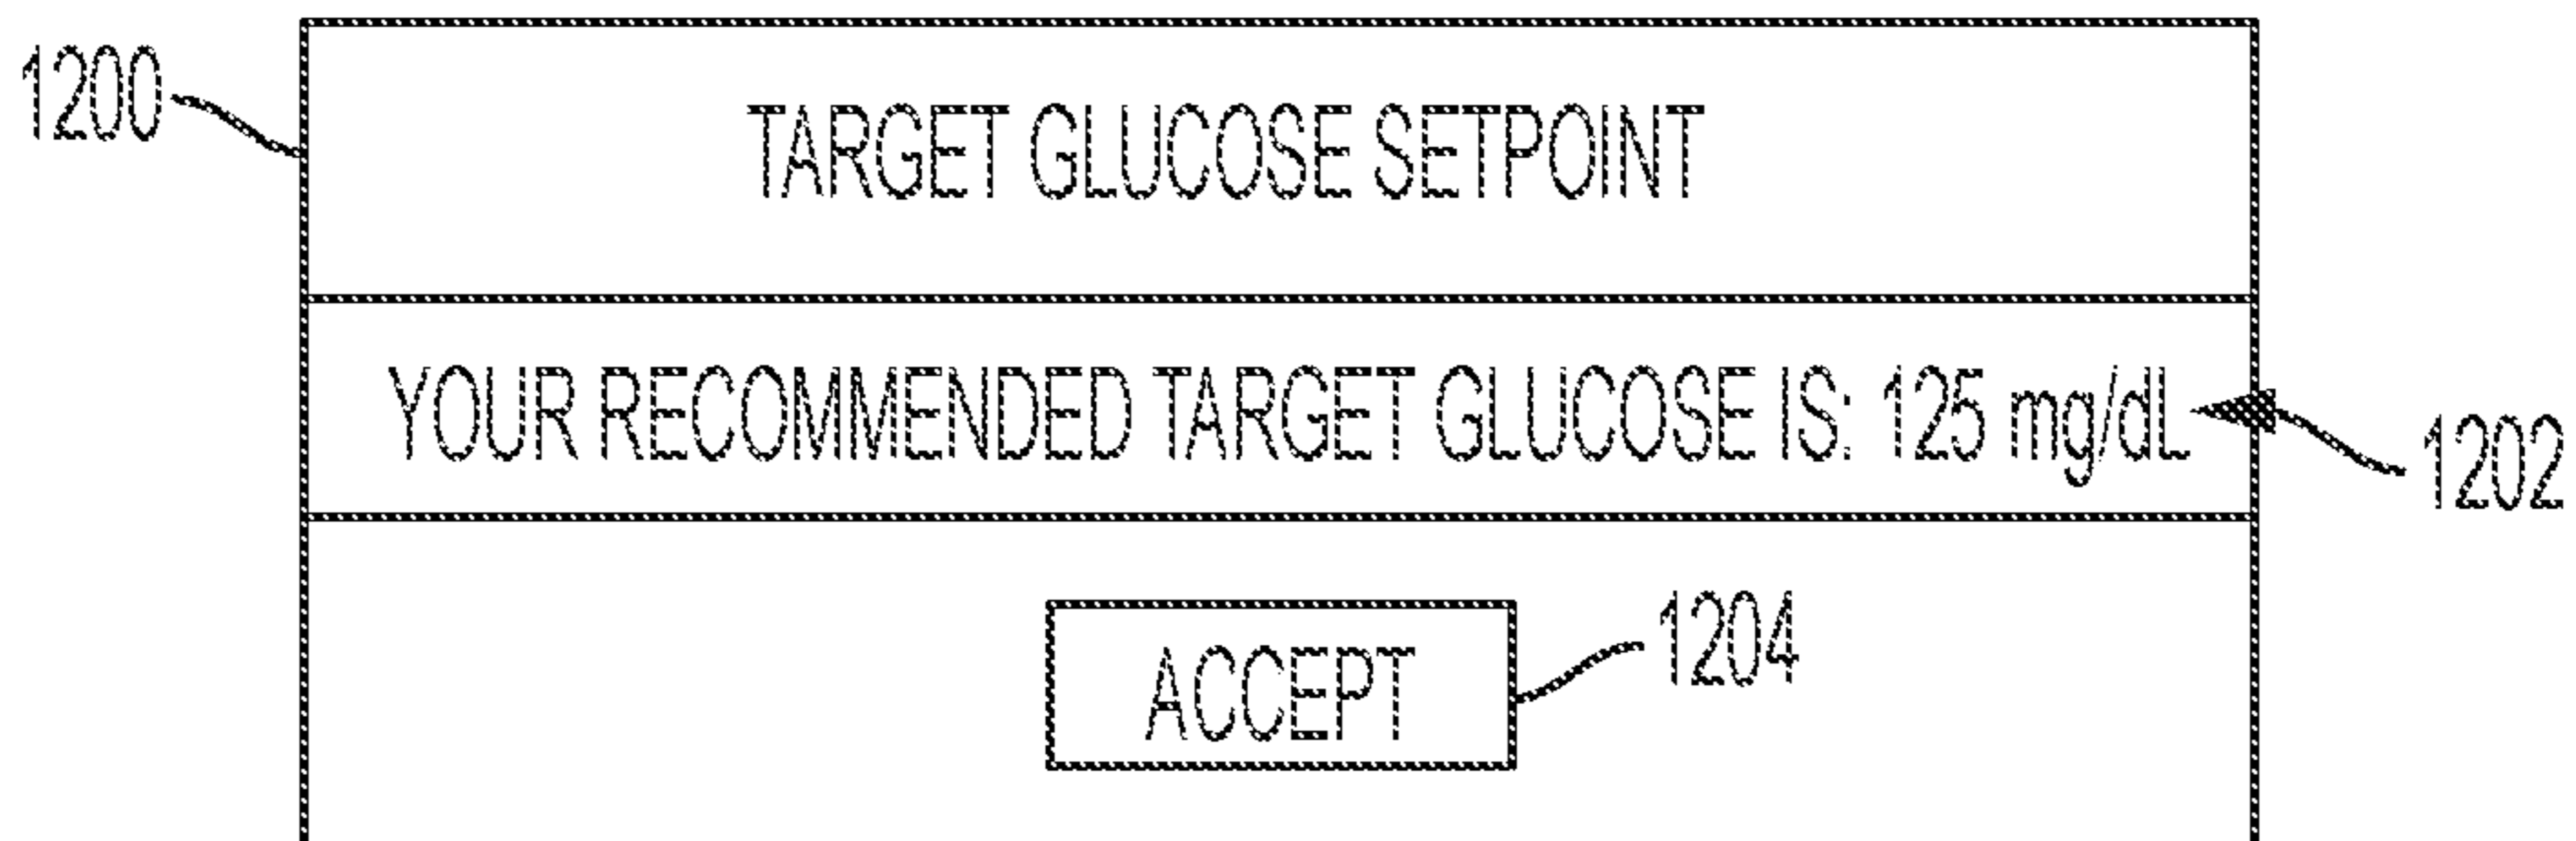 1200
TARGET GLUCOSE SETPOINT
YOUR RECOMMENDED TARGET GLUCOSE IS: 125 mg/dL
1202
ACCEPT
1204